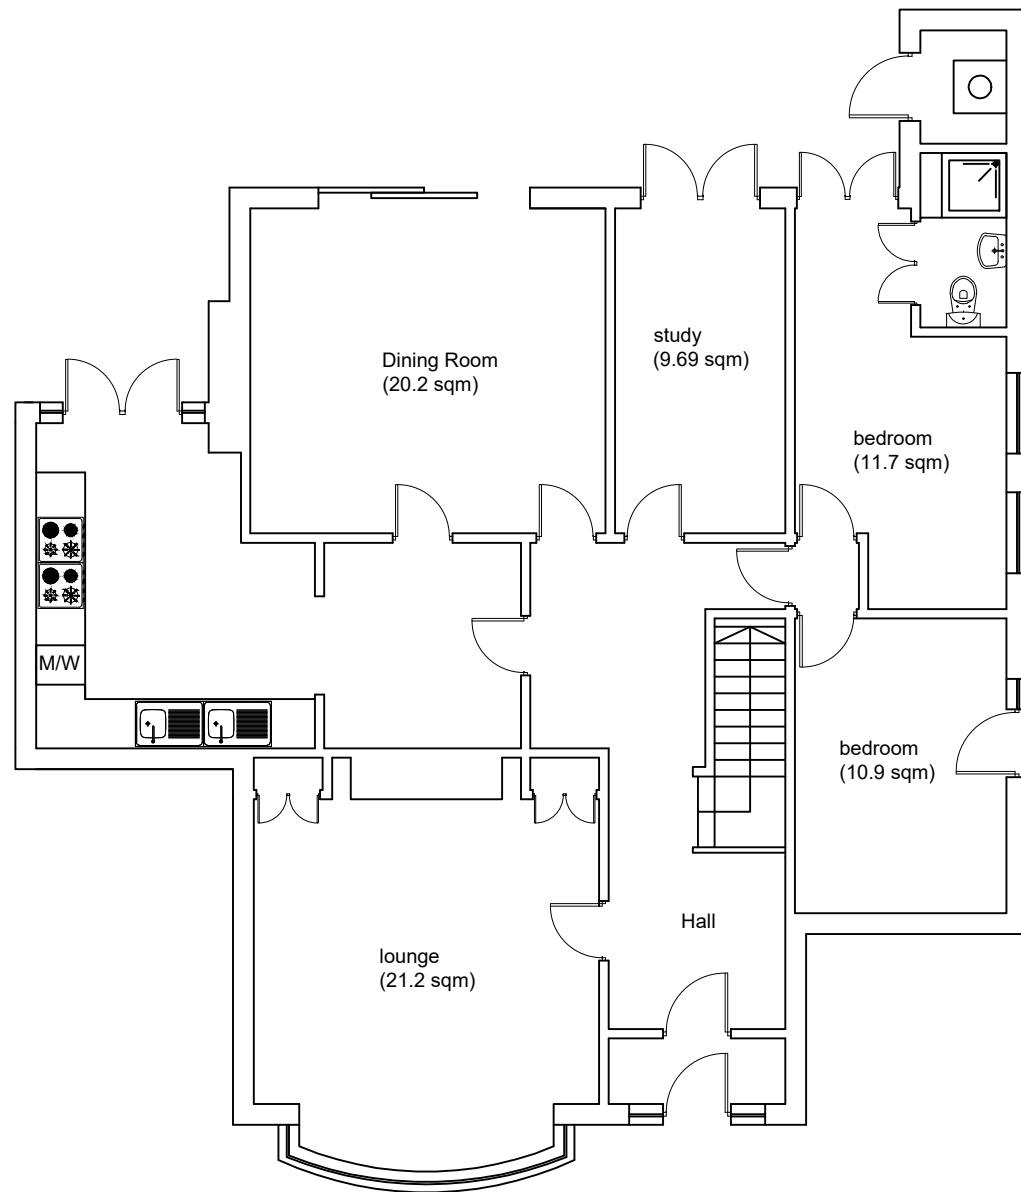 Dining Room
(20.2 sqm)
study
(9.69 sqm)
bedroom
(11.7 sqm)
M/W
bedroom
(10.9 sqm)
Hall
lounge
(21.2 sqm)